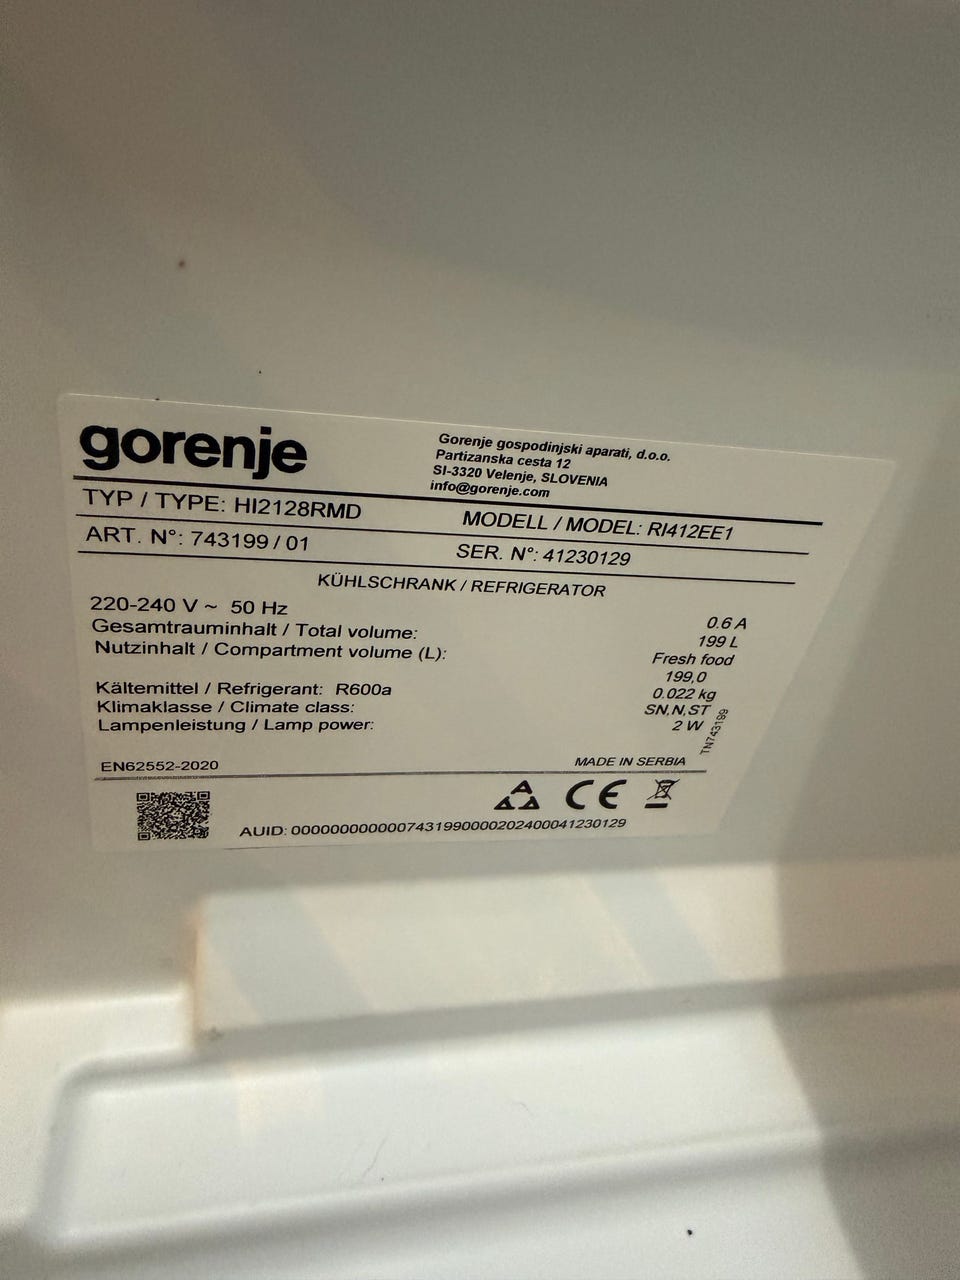 gorenje
Gorenje gospodinjski aparati, d.o.o.
Partizanska cesta 12
SI-3320 Velenje, SLOVENIA
info@gorenje.com
TYP / TYPE: HI2128RMD MODELL / MODEL: RI412EE1
ART. N°: 743199 / 01 SER. N°: 41230129
KÜHLSCHRANK / REFRIGERATOR
220-240 V ~ 50 Hz 0.6 A
Gesamtrauminhalt / Total volume: 199 L
Nutzinhalt / Compartment volume (L): Fresh food
199,0
Kältemittel / Refrigerant: R600a 0.022 kg
Klimaklasse / Climate class: SN,N,ST
Lampenleistung / Lamp power: 2 W
TN743199
EN62552-2020 MADE IN SERBIA
CE
AUID: 0000000000007431990000202400041230129